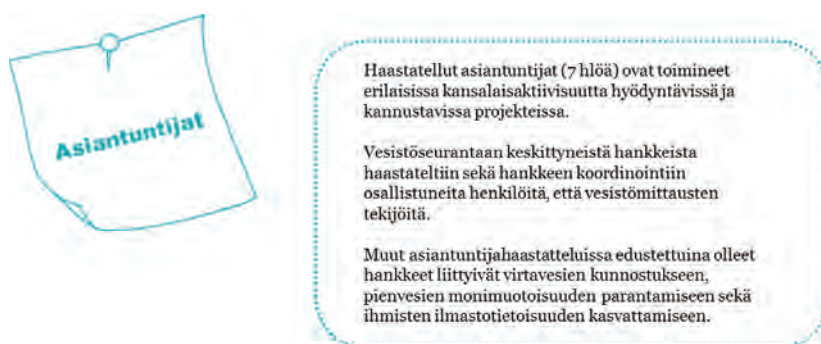 Asiantuntijat
Haastatellut asiantuntijat (7 hlöä) ovat toimineet
erilaisissa kansalaisaktiivisuutta hyödyntävissä ja
kannustavissa projekteissa.
Vesistöseurantaan keskittyneistä hankkeista
haastateltiin sekä hankkeen koordinointiin
osallistuneita henkilöitä, että vesistömittausten
tekijöitä.
Muut asiantuntijahaastatteluissa edustettuina olleet
hankkeet liittyivät virtavesien kunnostukseen,
pienvesien monimuotoisuuden parantamiseen sekä
ihmisten ilmastotietoisuuden kasvattamiseen.